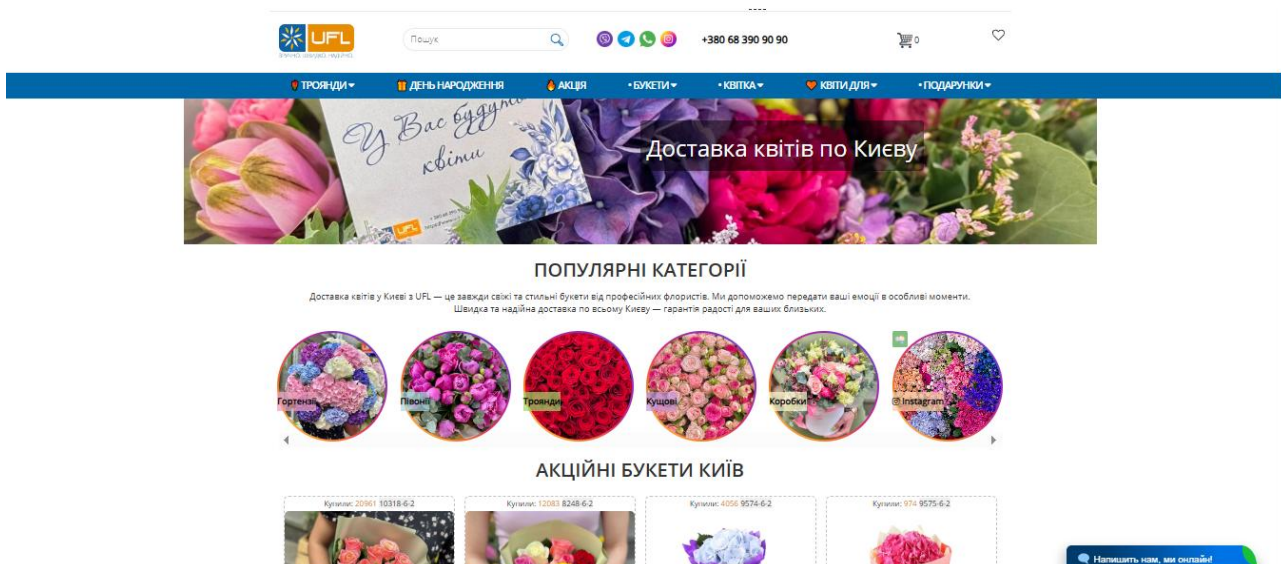 UFL
Пошук
+380 68 390 90 90
0
ТРОЯНДИ
ДЕНЬ НАРОДЖЕННЯ
АКЦІЯ
• БУКЕТИ
• КВІТКА
КВІТИ ДЛЯ
• ПОДАРУНКИ
У Вас будуть
квіти
UFL
Доставка квітів по Києву
ПОПУЛЯРНІ КАТЕГОРІЇ
Доставка квітів у Києві з UFL — це завжди свіжі та стильні букети від професійних флористів. Ми допоможемо передати ваші емоції в особливі моменти.
Швидка та надійна доставка по всьому Києву — гарантія радості для ваших близьких.
Гортензії
Півонії
Троянди
Кущові
Коробки
Instagram
АКЦІЙНІ БУКЕТИ КИЇВ
Купили: 20961 10318-6-2
Купили: 12083 8248-6-2
Купили: 4056 9574-6-2
Купили: 974 9575-6-2
Напишить нам, ми онлайн!